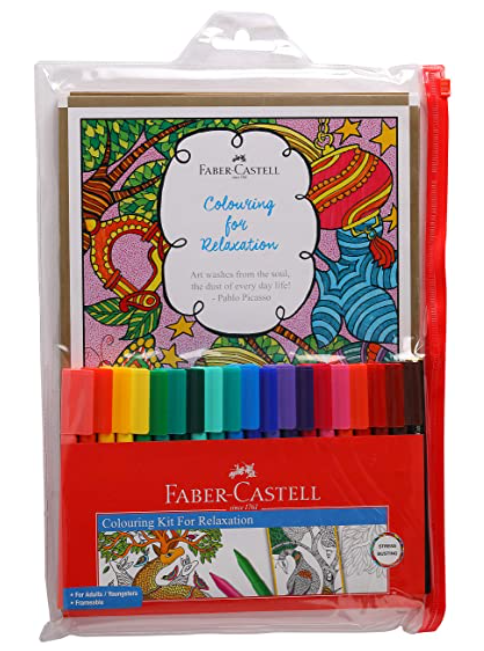 FABER-CASTELL
since 1761
Colouring
for
Relaxation
Art washes from the soul,
the dust of every day life!
- Pablo Picasso
FABER-CASTELL
since 1761
Colouring Kit For Relaxation
STRESS
BUSTING
• For Adults / Youngsters
• Frameable